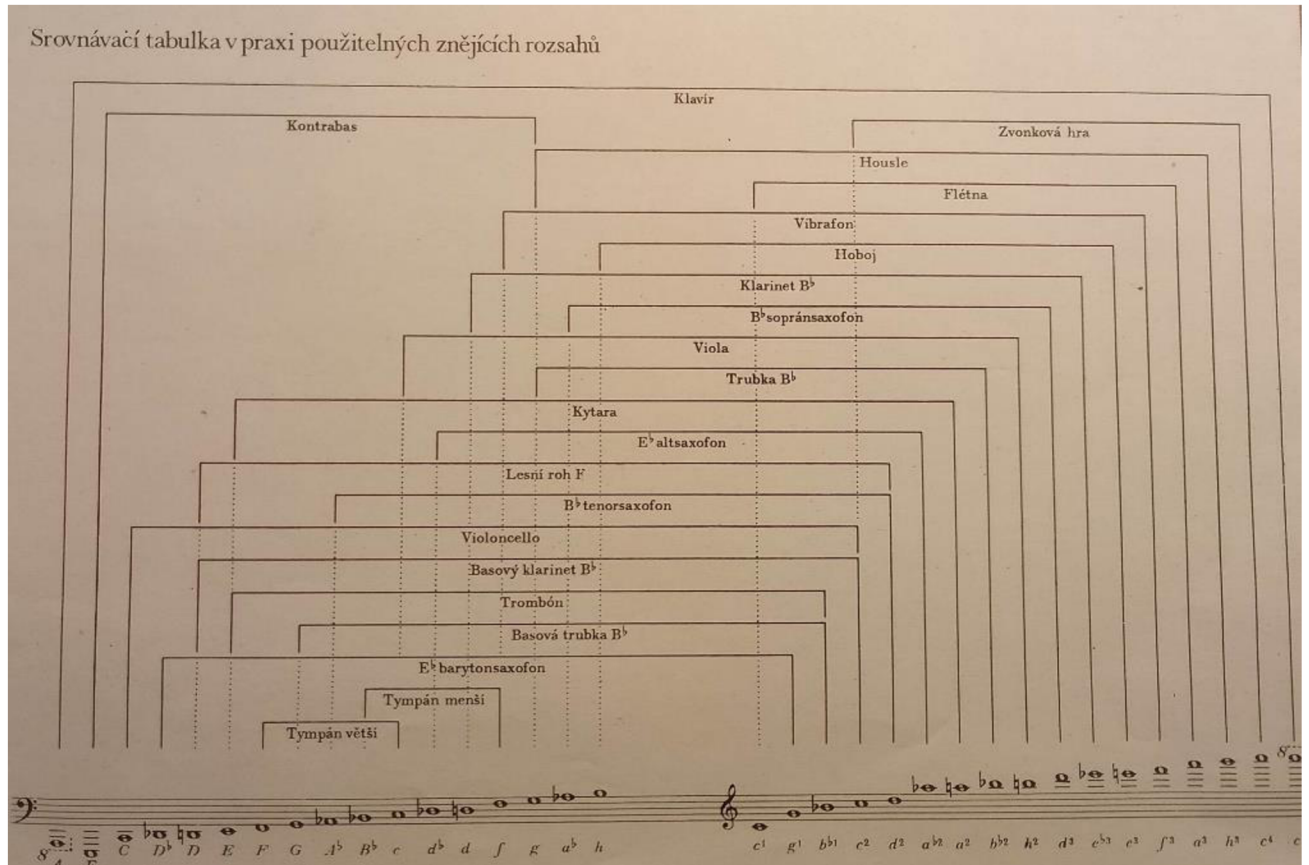 Srovnávací tabulka v praxi použitelných znějících rozsahů
Klavír
Kontrabas
Zvonková hra
Housle
Flétna
Vibrafon
Hoboj
Klarinet B♭
B♭sopránsaxofon
Viola
Trubka B♭
Kytara
E♭altsaxofon
Lesní roh F
B♭tenorsaxofon
Violoncello
Basový klarinet B♭
Trombón
Basová trubka B♭
E♭barytonsaxofon
Tympán menší
Tympán větší
8 8
C D♭ D E F G A♭ B♭ c d♭ d f g a♭ h c¹ g¹ b♭¹ c² d² a♭² a² b♭² h² d³ e♭³ e³ f³ a³ h³ c⁴ c